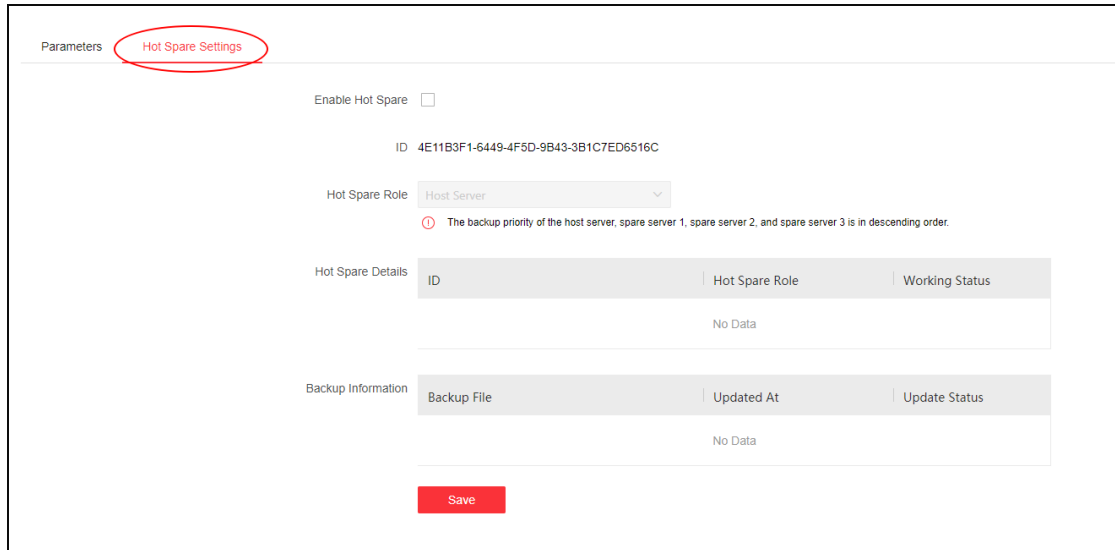 Parameters Hot Spare Settings
Enable Hot Spare
ID 4E11B3F1-6449-4F5D-9B43-3B1C7ED6516C
Hot Spare Role Host Server
The backup priority of the host server, spare server 1, spare server 2, and spare server 3 is in descending order.
Hot Spare Details ID Hot Spare Role Working Status
No Data
Backup Information Backup File Updated At Update Status
No Data
Save